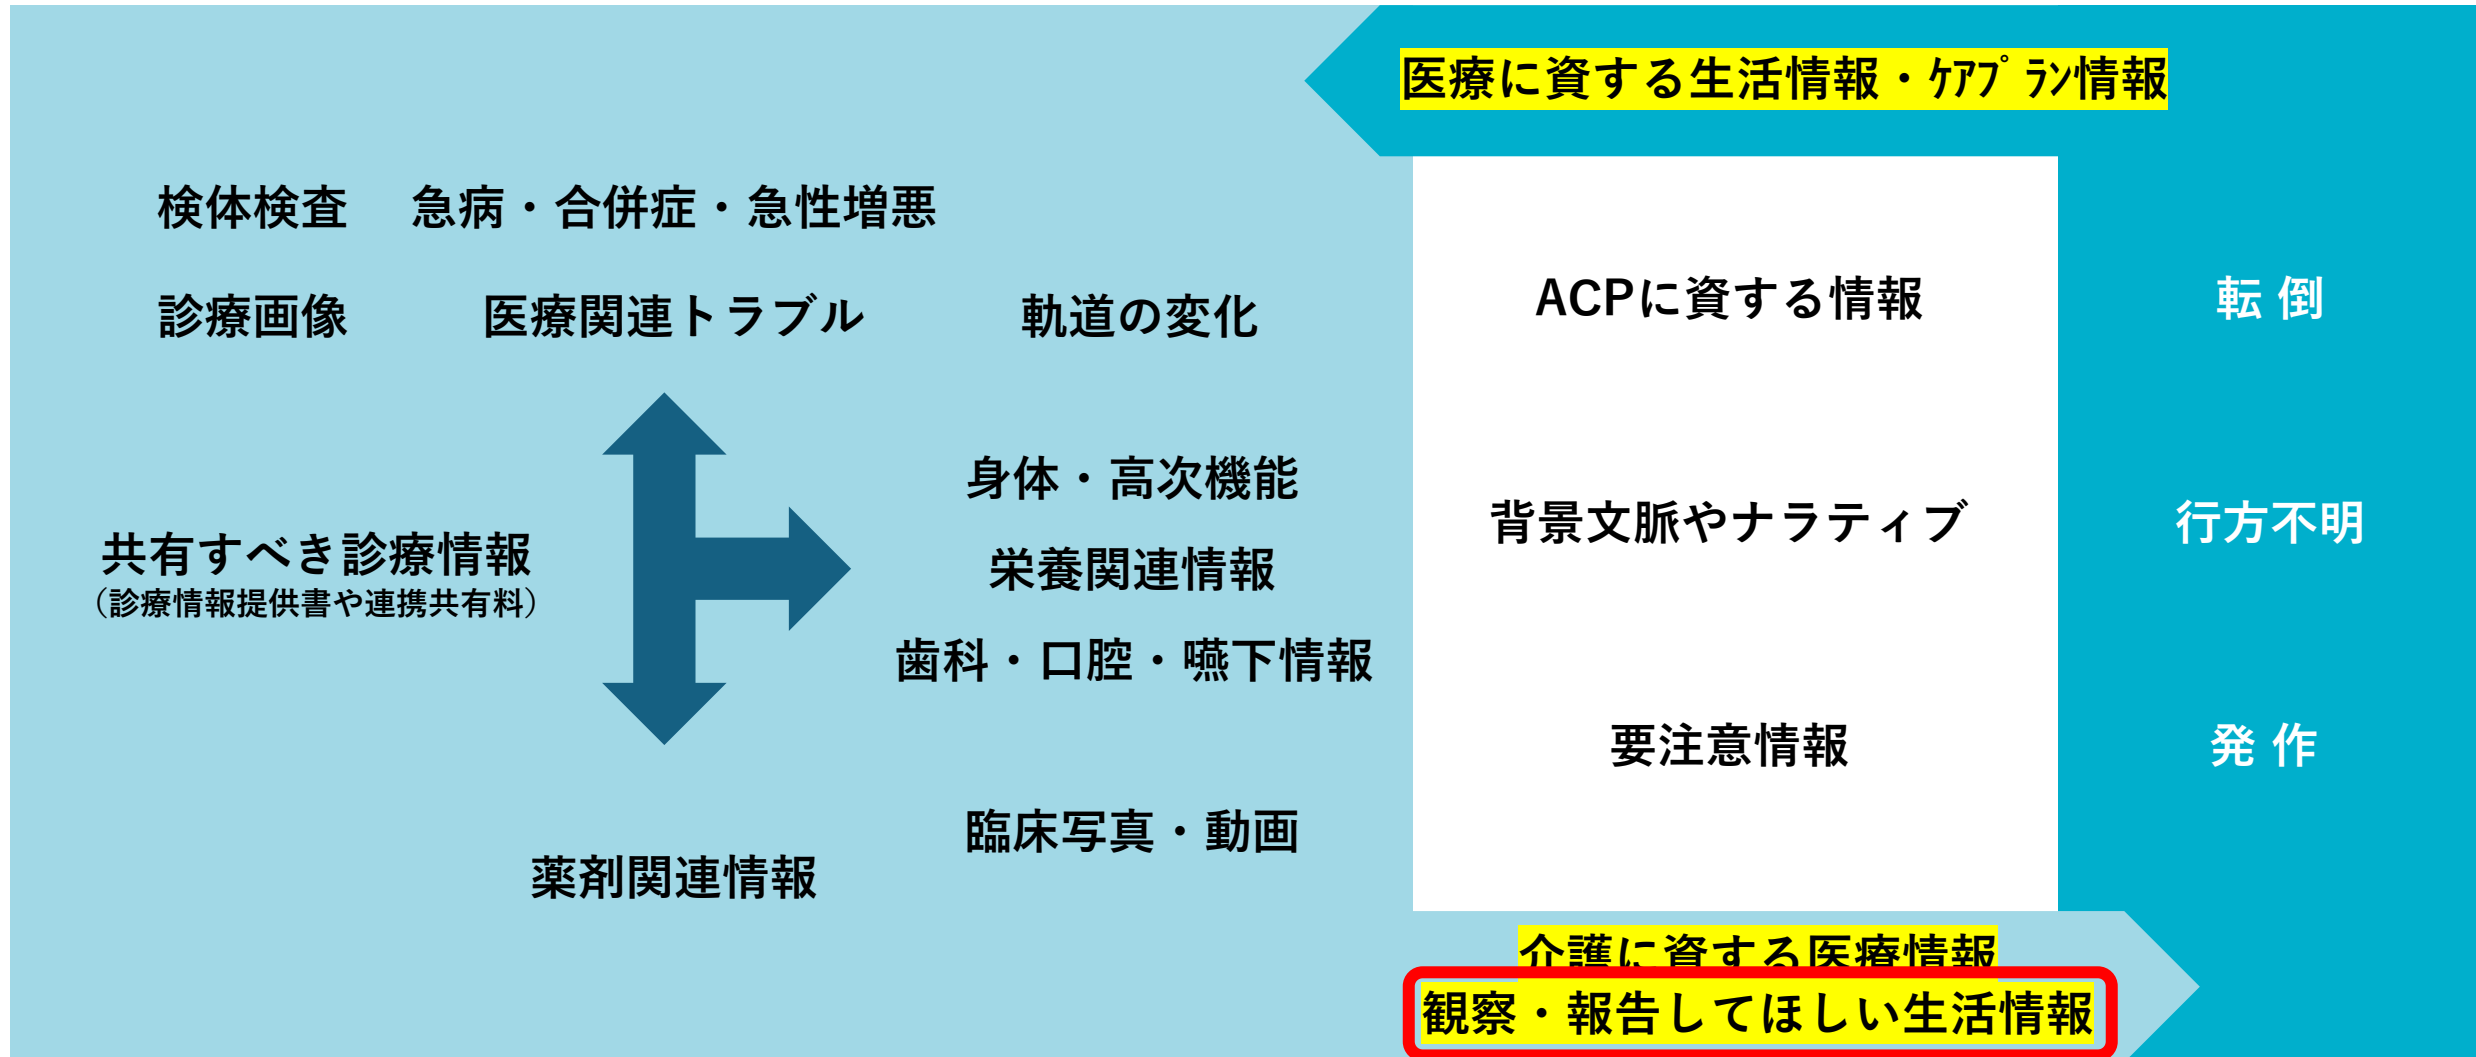 医療に資する生活情報・ｹｱﾌﾟﾗﾝ情報
検体検査
急病・合併症・急性増悪
診療画像
医療関連トラブル
軌道の変化
共有すべき診療情報
（診療情報提供書や連携共有料）
身体・高次機能
栄養関連情報
歯科・口腔・嚥下情報
臨床写真・動画
薬剤関連情報
ACPに資する情報
背景文脈やナラティブ
要注意情報
転 倒
行方不明
発 作
介護に資する医療情報
観察・報告してほしい生活情報